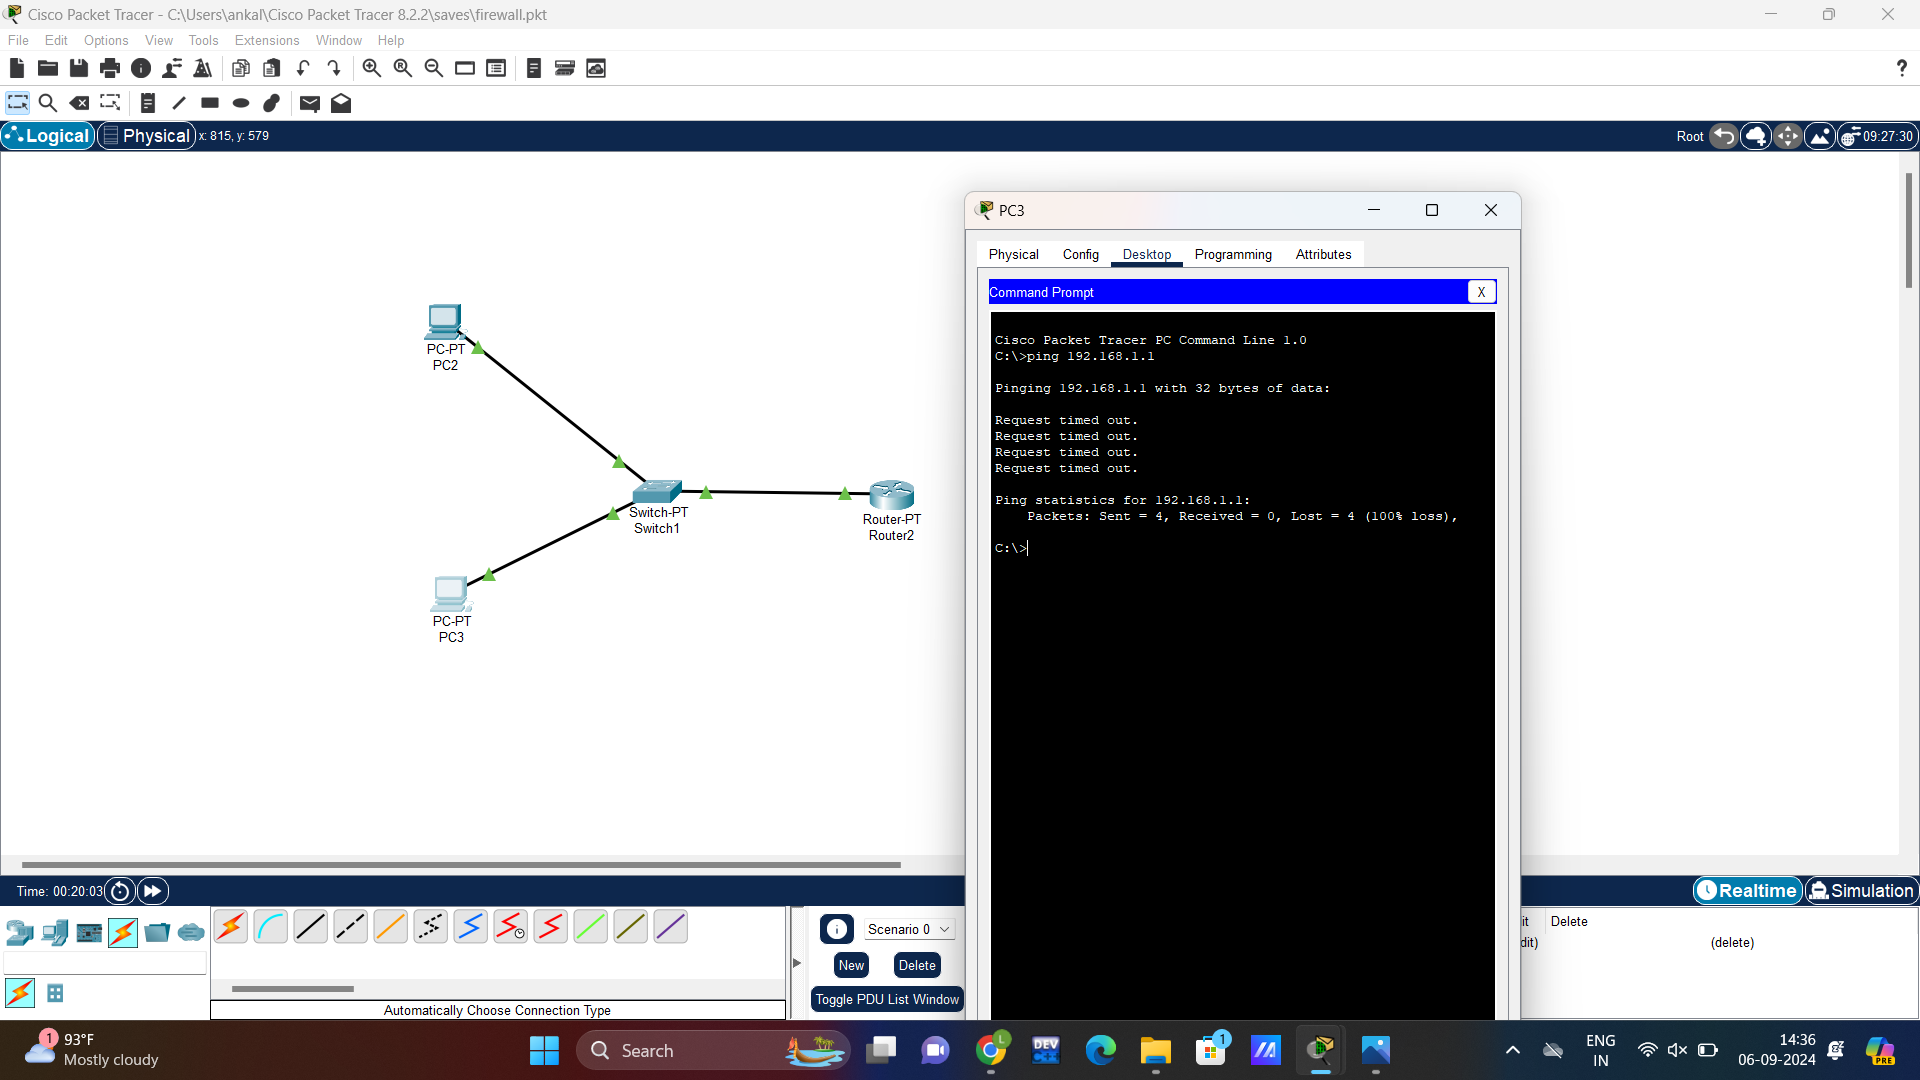 Cisco Packet Tracer - C:\Users\ankal\Cisco Packet Tracer 8.2.2\saves\firewall.pkt
File Edit Options View Tools Extensions Window Help
Logical Physical x: 815, y: 579 Root 09:27:30
PC3
Physical Config Desktop Programming Attributes
Command Prompt X
Cisco Packet Tracer PC Command Line 1.0
C:\>ping 192.168.1.1
Pinging 192.168.1.1 with 32 bytes of data:
Request timed out.
Request timed out.
Request timed out.
Request timed out.
Ping statistics for 192.168.1.1:
Packets: Sent = 4, Received = 0, Lost = 4 (100% loss),
C:\>
PC-PT
PC2
Switch-PT
Switch1
Router-PT
Router2
PC-PT
PC3
Time: 00:20:03 Realtime Simulation
Scenario 0
New Delete
Toggle PDU List Window
it Delete
dit) (delete)
Automatically Choose Connection Type
1 93°F
Mostly cloudy
Search
L
DEV
C++
1
ENG
IN
14:36
06-09-2024
PRE